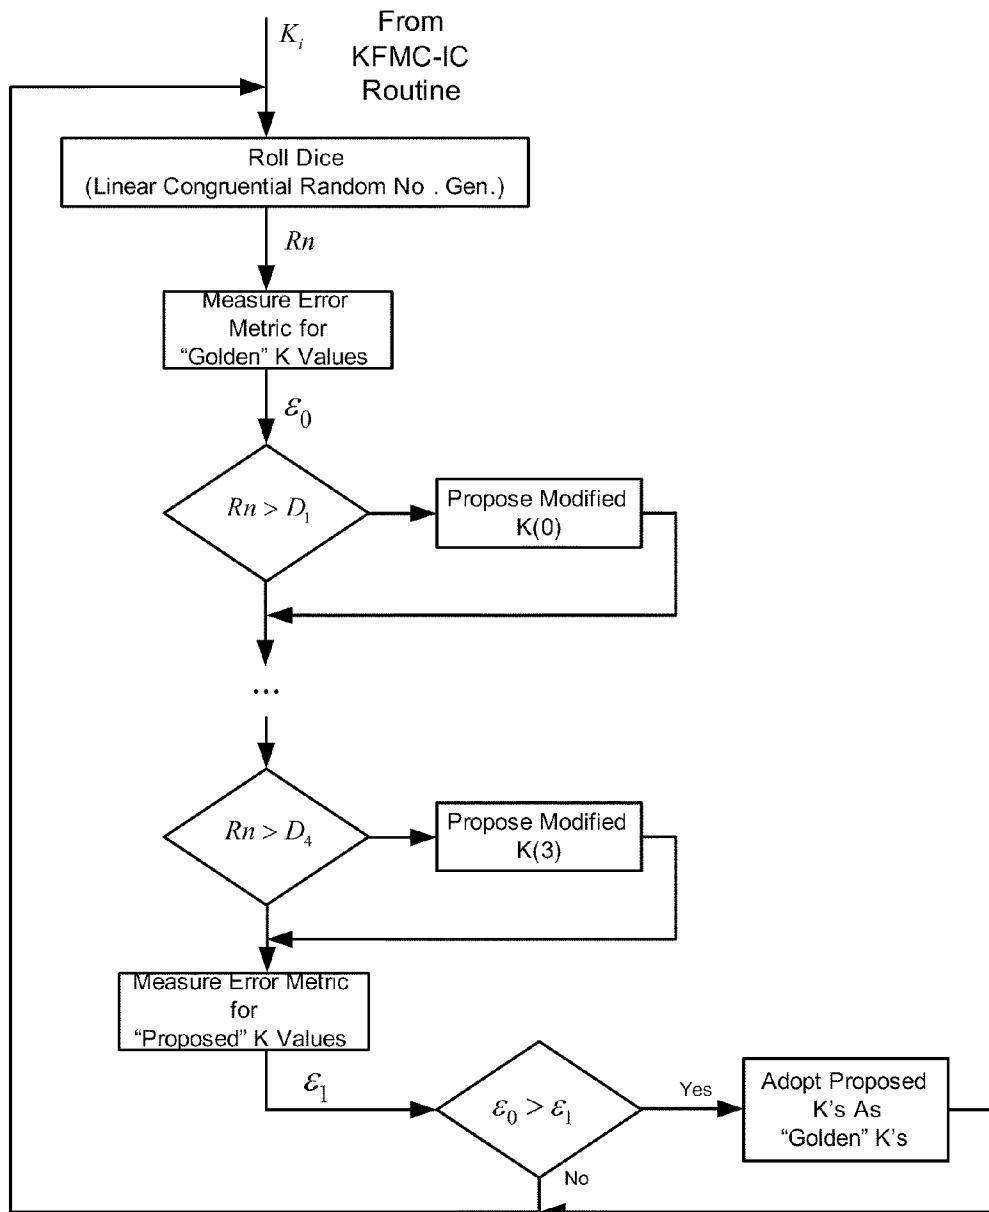 K_i
From
KFMC-IC
Routine
Roll Dice
(Linear Congruential Random No . Gen.)
Rn
Measure Error
Metric for
“Golden” K Values
ε_0
Rn > D_1
Propose Modified
K(0)
...
Rn > D_4
Propose Modified
K(3)
Measure Error Metric
for
“Proposed” K Values
ε_1
ε_0 > ε_1
Yes
Adopt Proposed
K's As
“Golden” K's
No